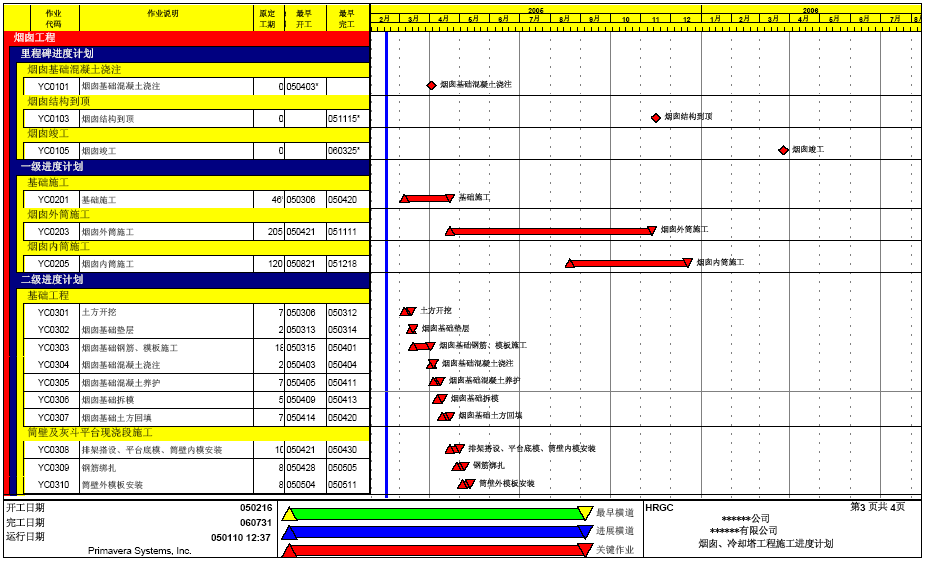 作业 作业说明 原定 最早 最早 2005 2006
代码 工期 开工 完工 2月 3月 4月 5月 6月 7月 8月 9月 10 11 12 1月 2月 3月 4月 5月 6月 7月
烟囱工程
里程碑进度计划
烟囱基础混凝土浇注
YC0101 烟囱基础混凝土浇注 0 050403* 烟囱基础混凝土浇注
烟囱结构到顶
YC0103 烟囱结构到顶 0 051115* 烟囱结构到顶
烟囱竣工
YC0105 烟囱竣工 0 060325* 烟囱竣工
一级进度计划
基础施工
YC0201 基础施工 46* 050306 050420 基础施工
烟囱外筒施工
YC0203 烟囱外筒施工 205 050421 051111 烟囱外筒施工
烟囱内筒施工
YC0205 烟囱内筒施工 120 050821 051218 烟囱内筒施工
二级进度计划
基础工程
YC0301 土方开挖 7 050306 050312 土方开挖
YC0302 烟囱基础垫层 2 050313 050314 烟囱基础垫层
YC0303 烟囱基础钢筋、模板施工 18 050315 050401 烟囱基础钢筋、模板施工
YC0304 烟囱基础混凝土浇注 2 050403 050404 烟囱基础混凝土浇注
YC0305 烟囱基础混凝土养护 7 050405 050411 烟囱基础混凝土养护
YC0306 烟囱基础拆模 5 050409 050413 烟囱基础拆模
YC0307 烟囱基础土方回填 7 050414 050420 烟囱基础土方回填
筒壁及灰斗平台现浇段施工
YC0308 排架搭设、平台底模、筒壁内模安装 10 050421 050430 排架搭设、平台底模、筒壁内模安装
YC0309 钢筋绑扎 8 050428 050505 钢筋绑扎
YC0310 筒壁外模板安装 8 050504 050511 筒壁外模板安装
开工日期 050216
完工日期 060731
运行日期 050110 12:37
Primavera Systems, Inc.
最早横道
进展横道
关键作业
HRGC 第3 页共 4页
******公司
******有限公司
烟囱、冷却塔工程施工进度计划